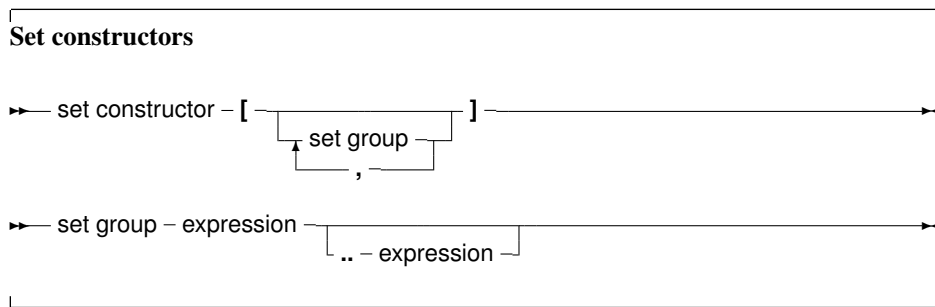 Set constructors
set constructor [ ]
set group
,
set group expression
.. expression